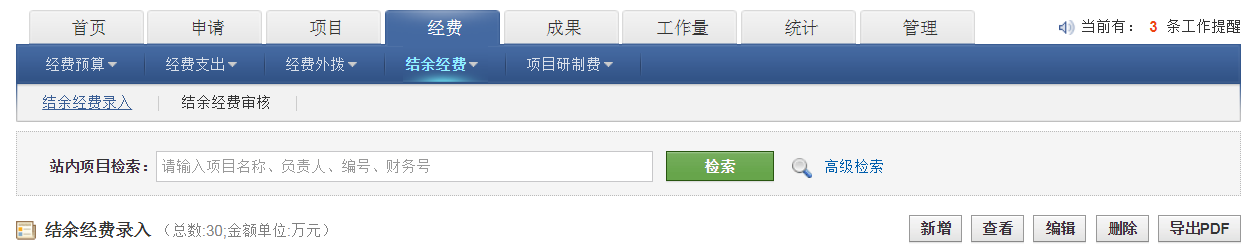 首页 申请 项目 经费 成果 工作量 统计 管理 当前有： 3 条工作提醒
经费预算 经费支出 经费外拨 结余经费 项目研制费
结余经费录入 结余经费审核
站内项目检索： 请输入项目名称、负责人、编号、财务号 检索 高级检索
结余经费录入 （总数:30;金额单位:万元） 新增 查看 编辑 删除 导出PDF